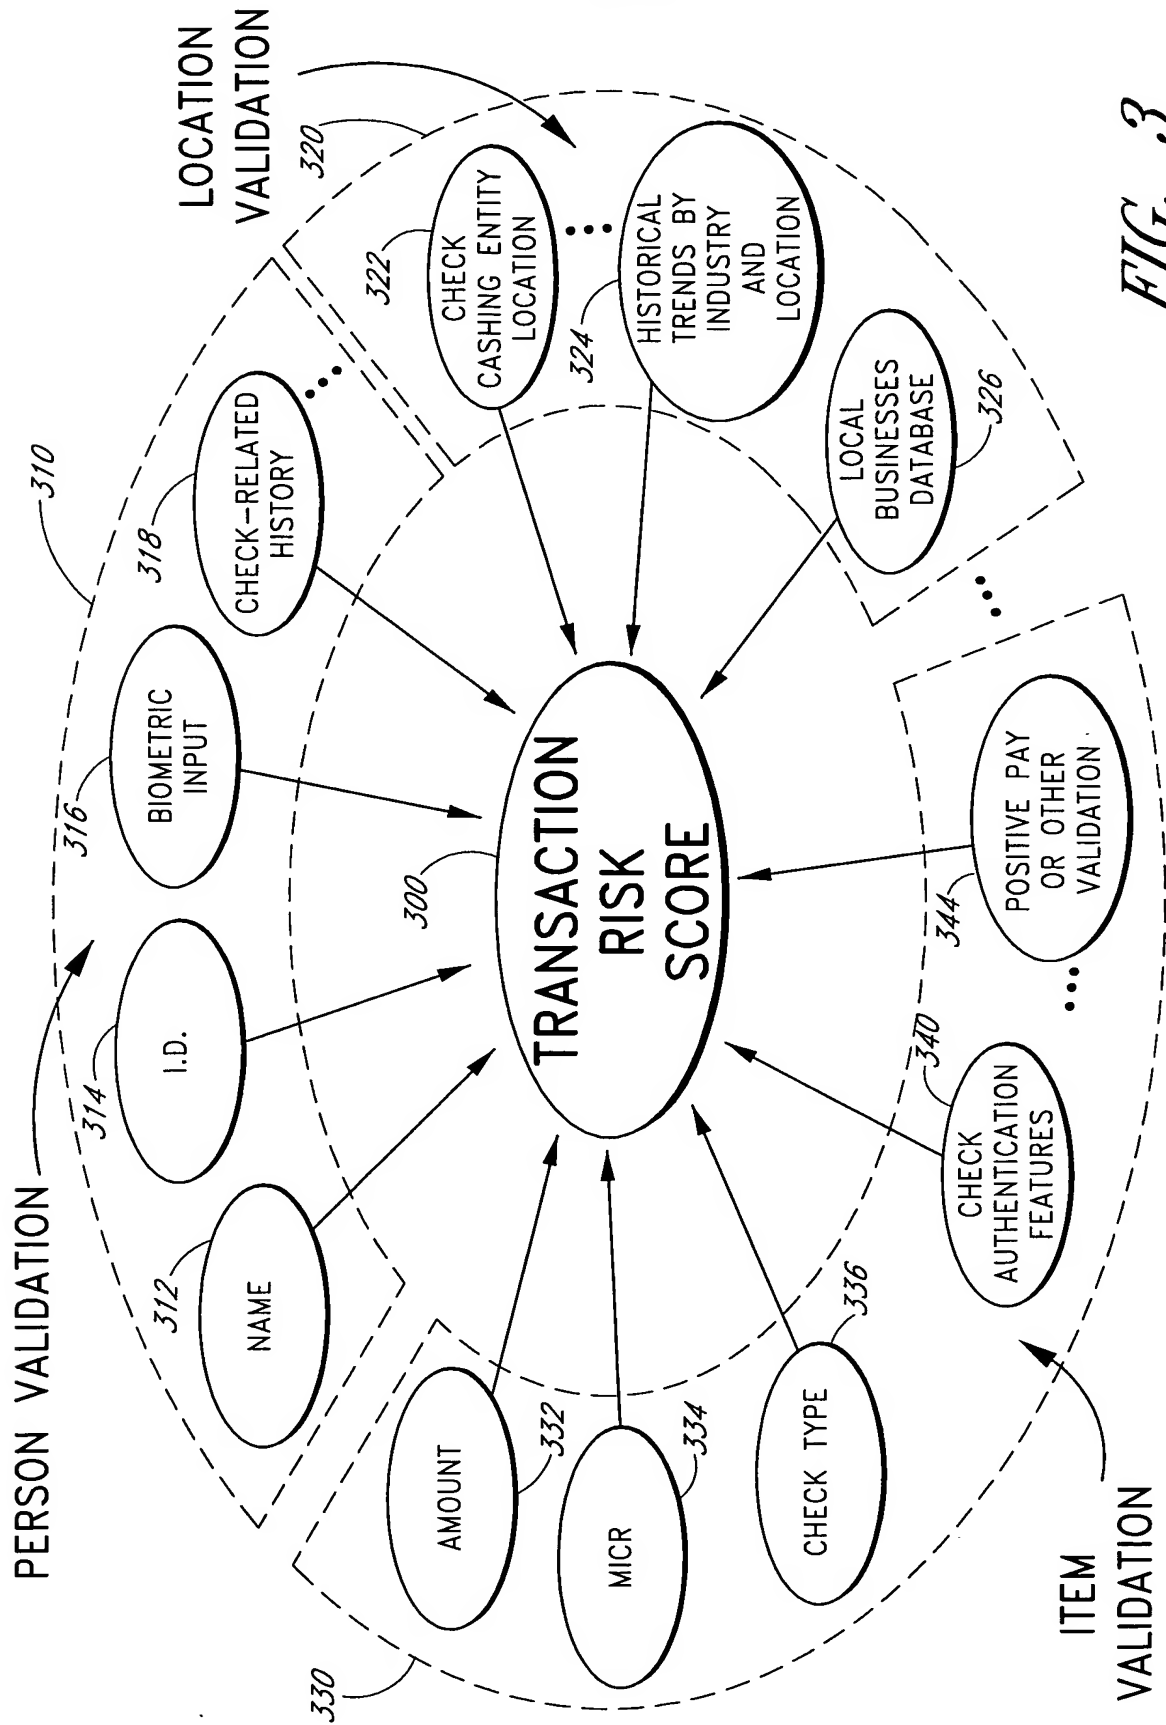 PERSON VALIDATION
310
312
NAME
314
I.D.
316
BIOMETRIC
INPUT
318
CHECK-RELATED
HISTORY
LOCATION
VALIDATION
320
322
CHECK
CASHING ENTITY
LOCATION
324
HISTORICAL
TRENDS BY
INDUSTRY
AND
LOCATION
LOCAL
BUSINESSES
DATABASE
326
300
TRANSACTION
RISK
SCORE
330
AMOUNT
332
MICR
334
CHECK TYPE
336
CHECK
AUTHENTICATION
FEATURES
340
POSITIVE PAY
OR OTHER
VALIDATION
344
ITEM
VALIDATION
FIG. 3